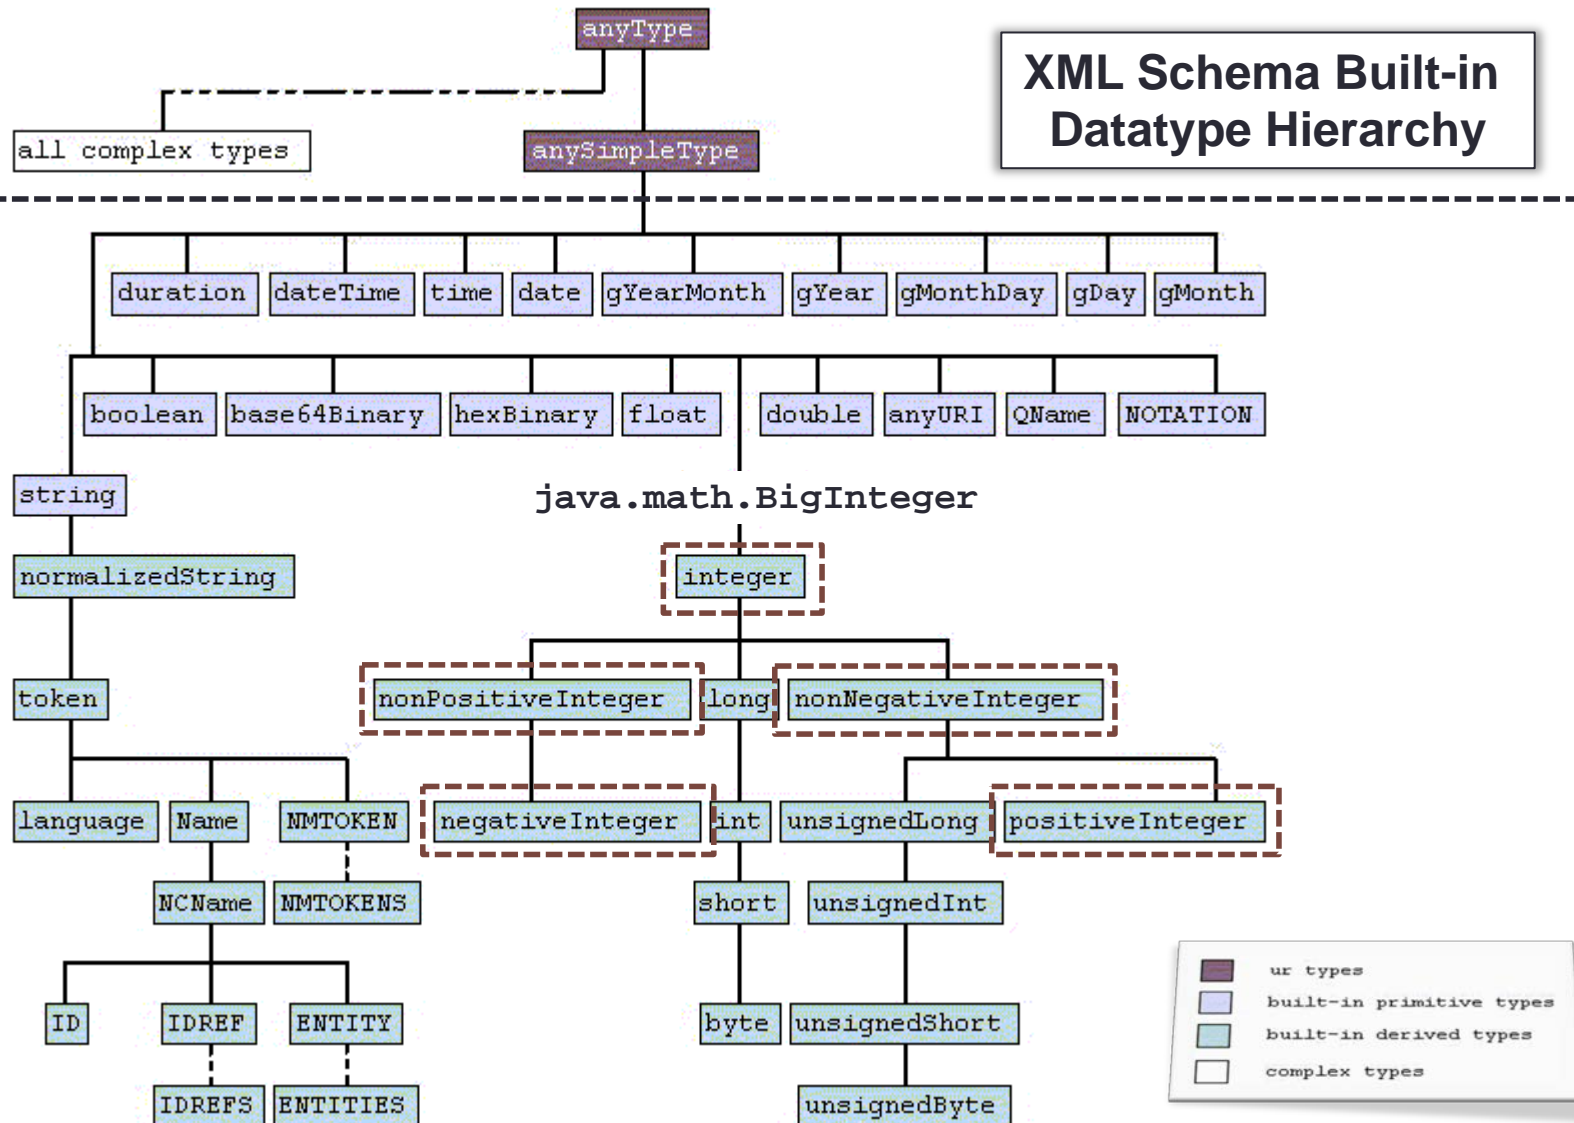 anyType
XML Schema Built-in
Datatype Hierarchy
all complex types
anySimpleType
duration
dateTime
time
date
gYearMonth
gYear
gMonthDay
gDay
gMonth
boolean
base64Binary
hexBinary
float
double
anyURI
QName
NOTATION
string
java.math.BigInteger
normalizedString
integer
token
nonPositiveInteger
long
nonNegativeInteger
language
Name
NMTOKEN
negativeInteger
int
unsignedLong
positiveInteger
NCName
NMTOKENS
short
unsignedInt
ID
IDREF
ENTITY
byte
unsignedShort
IDREFS
ENTITIES
unsignedByte
ur types
built-in primitive types
built-in derived types
complex types